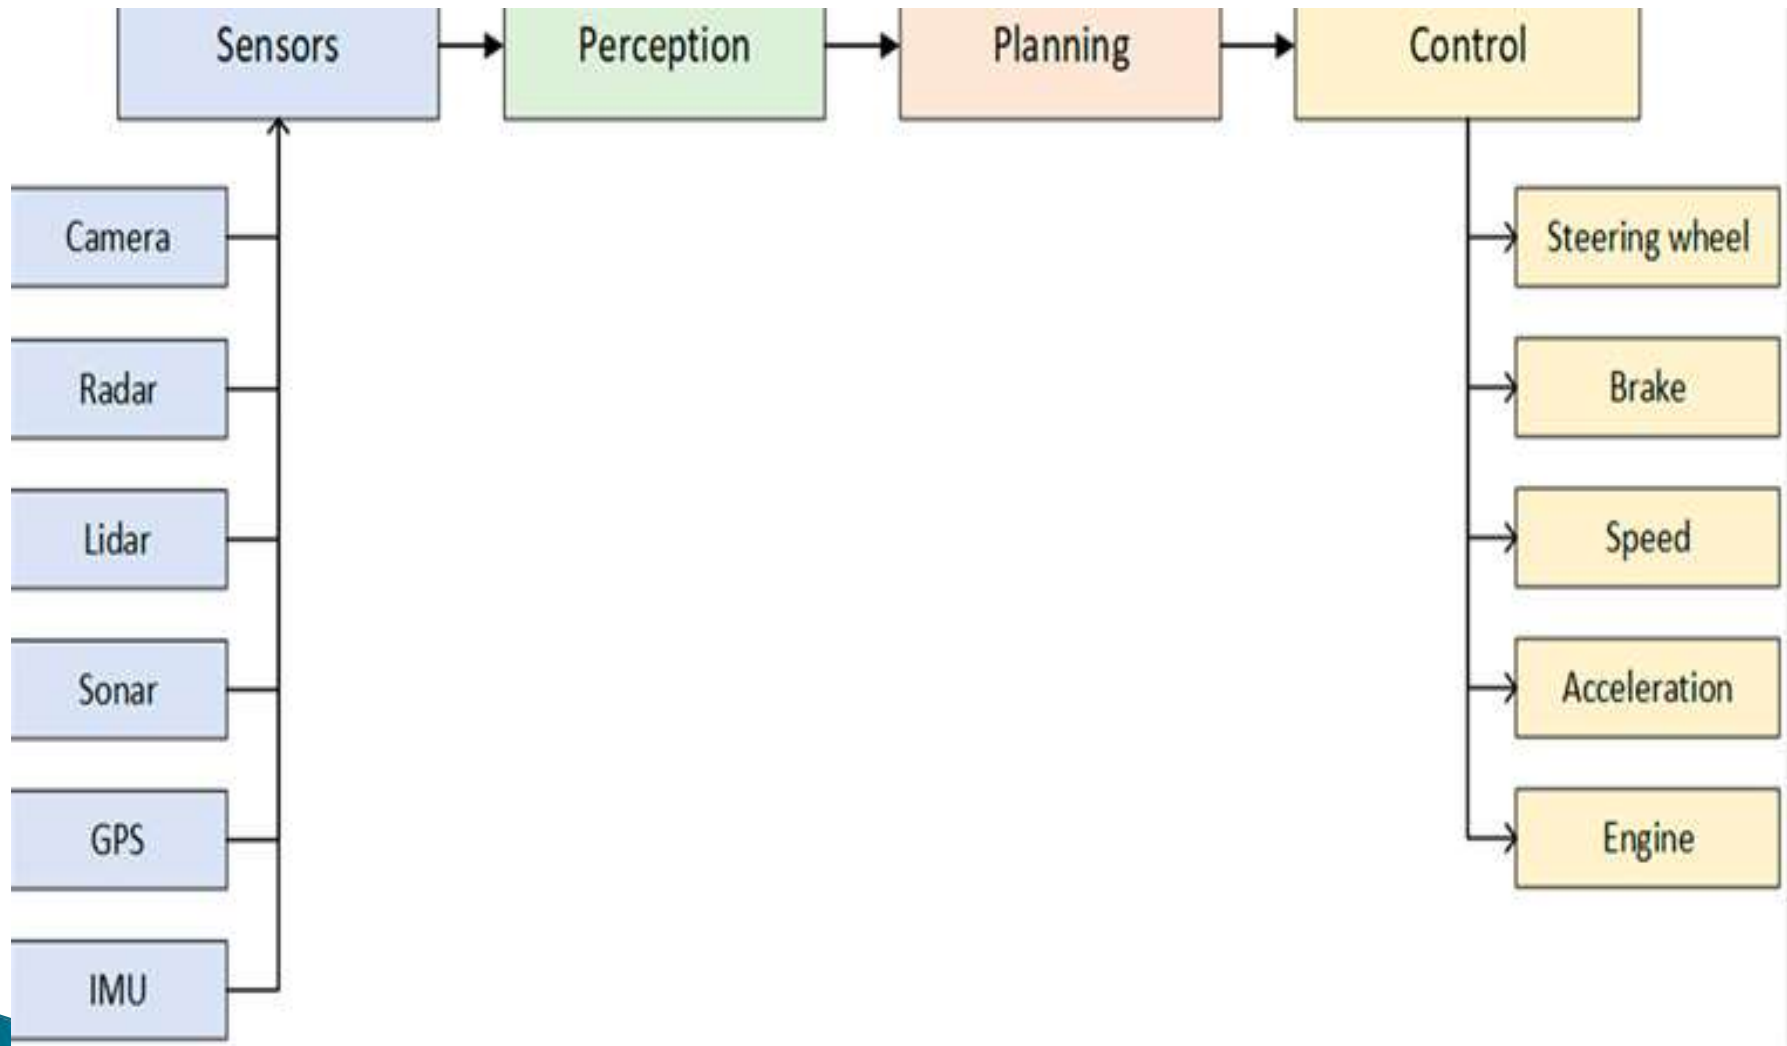 Sensors
Perception
Planning
Control
Camera
Radar
Lidar
Sonar
GPS
IMU
Steering wheel
Brake
Speed
Acceleration
Engine